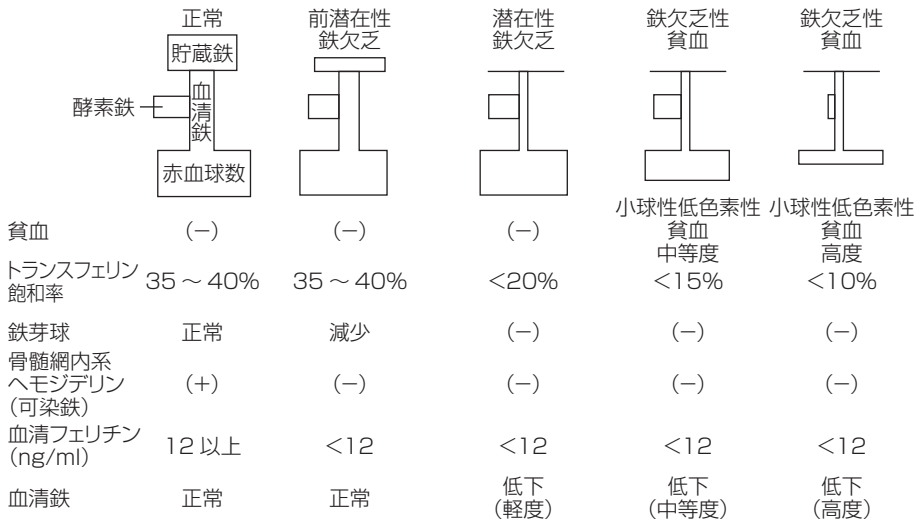 正常
前潜在性
鉄欠乏
潜在性
鉄欠乏
鉄欠乏性
貧血
鉄欠乏性
貧血
貯蔵鉄
酵素鉄
血清鉄
赤血球数
貧血 (−) (−) (−) 小球性低色素性 小球性低色素性
貧血 貧血
中等度 高度
トランスフェリン
飽和率
35～40% 35～40% <20% <15% <10%
鉄芽球 正常 減少 (−) (−) (−)
骨髄網内系
ヘモジデリン
(可染鉄)
(+) (−) (−) (−) (−)
血清フェリチン
(ng/ml)
12以上 <12 <12 <12 <12
血清鉄 正常 正常 低下 低下 低下
(軽度) (中等度) (高度)